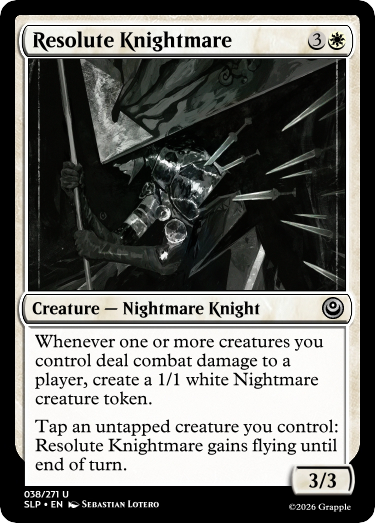 Resolute Knightmare 3
Creature — Nightmare Knight
Whenever one or more creatures you
control deal combat damage to a
player, create a 1/1 white Nightmare
creature token.
Tap an untapped creature you control:
Resolute Knightmare gains flying until
end of turn.
3/3
038/271 U
SLP • EN Sebastian Lotero
©2026 Grapple